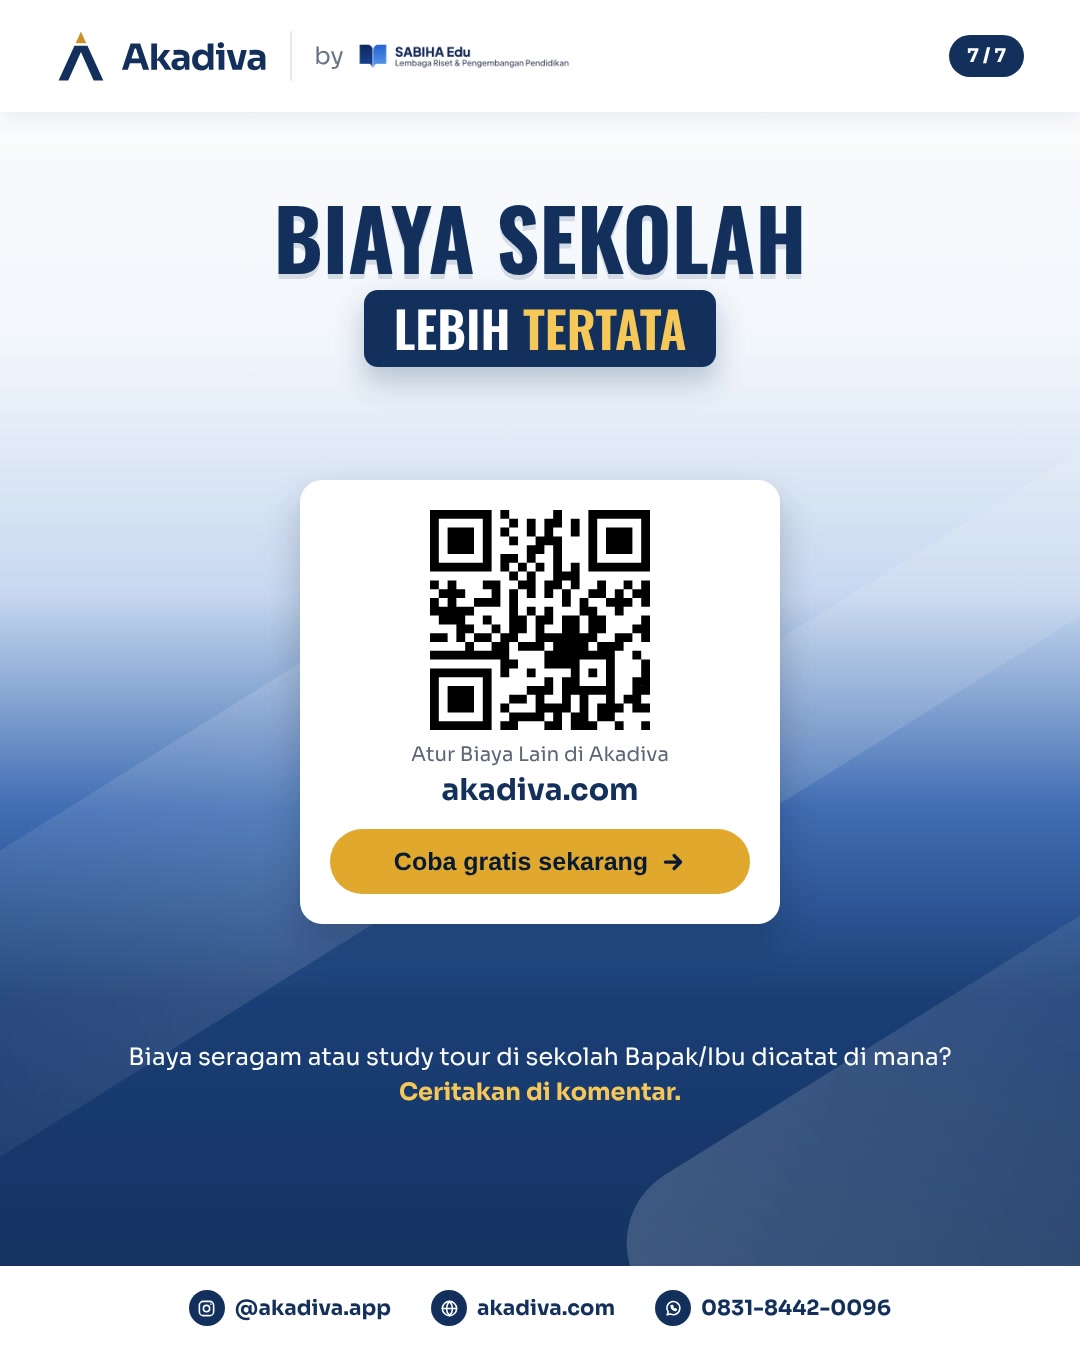 Akadiva
by
SABIHA Edu
Lembaga Riset & Pengembangan Pendidikan
7 / 7
BIAYA SEKOLAH
LEBIH TERTATA
Atur Biaya Lain di Akadiva
akadiva.com
Coba gratis sekarang →
Biaya seragam atau study tour di sekolah Bapak/Ibu dicatat di mana?
Ceritakan di komentar.
@akadiva.app
akadiva.com
0831-8442-0096